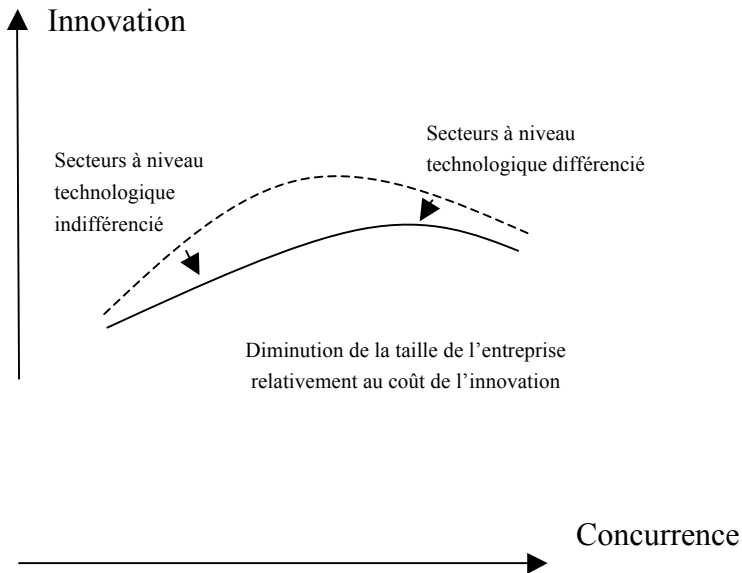 Innovation
Secteurs à niveau
technologique différencié
Secteurs à niveau
technologique
indifférencié
Diminution de la taille de l’entreprise
relativement au coût de l’innovation
Concurrence